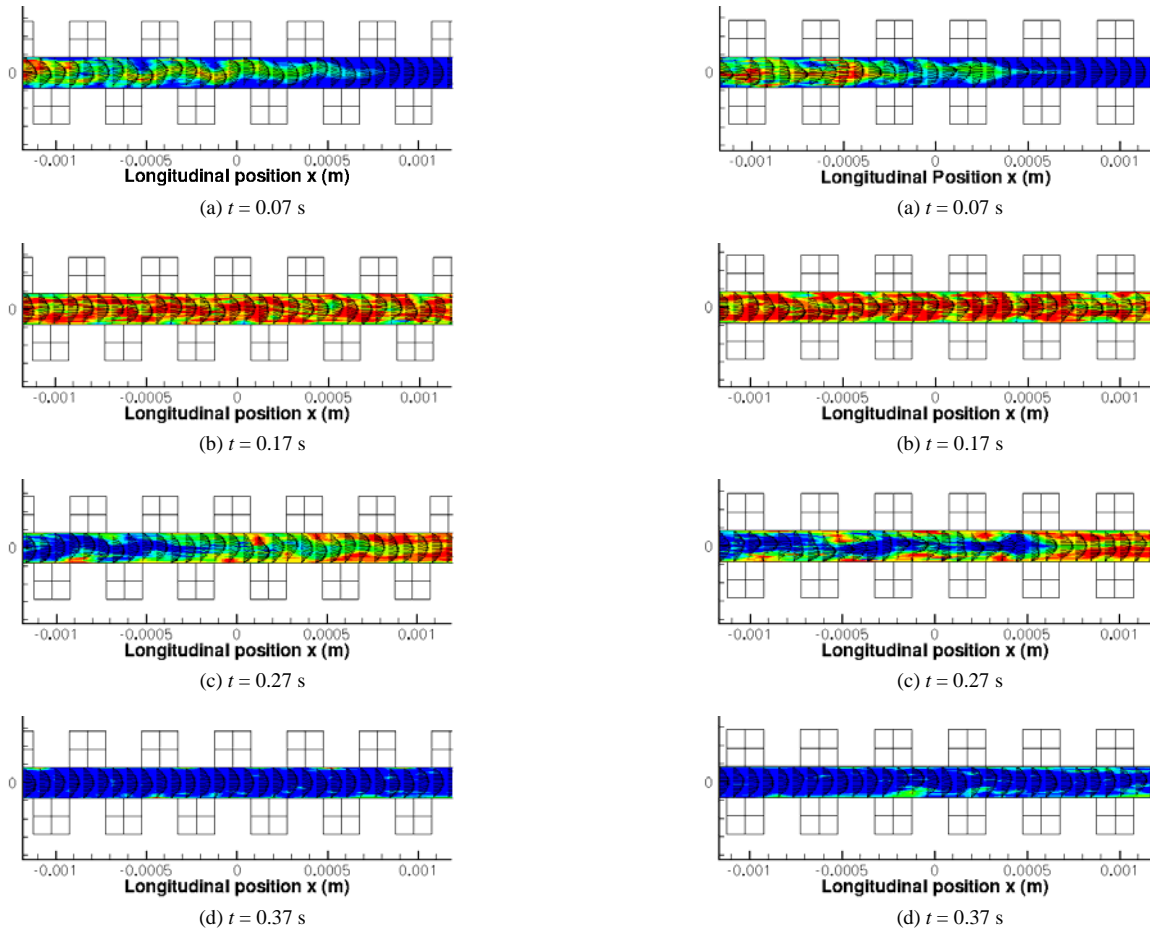 0
-0.001 -0.0005 0 0.0005 0.001
Longitudinal position x (m)
(a) t = 0.07 s
0
-0.001 -0.0005 0 0.0005 0.001
Longitudinal position x (m)
(b) t = 0.17 s
0
-0.001 -0.0005 0 0.0005 0.001
Longitudinal position x (m)
(c) t = 0.27 s
0
-0.001 -0.0005 0 0.0005 0.001
Longitudinal position x (m)
(d) t = 0.37 s
0
-0.001 -0.0005 0 0.0005 0.001
Longitudinal Position x (m)
(a) t = 0.07 s
0
-0.001 -0.0005 0 0.0005 0.001
Longitudinal position x (m)
(b) t = 0.17 s
0
-0.001 -0.0005 0 0.0005 0.001
Longitudinal position x (m)
(c) t = 0.27 s
0
-0.001 -0.0005 0 0.0005 0.001
Longitudinal position x (m)
(d) t = 0.37 s